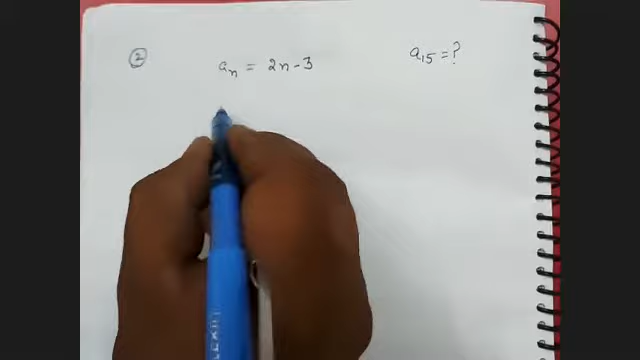 ② aₙ = 2n - 3 a₁₅ = ?